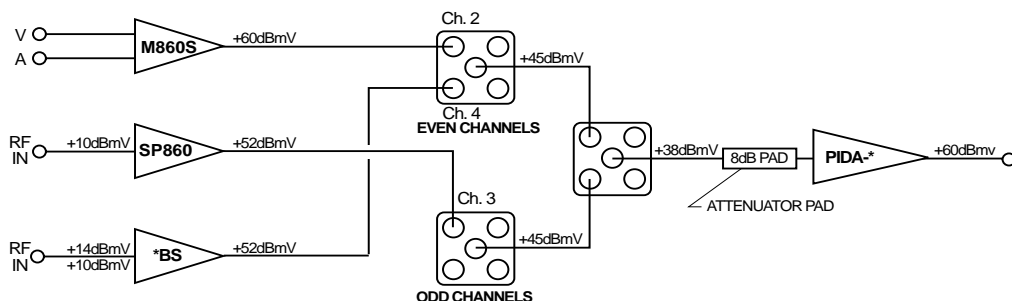 Ch. 2
V
A
M860S
+60dBmV
+45dBmV
Ch. 4
EVEN CHANNELS
RF
IN
+10dBmV
SP860
+52dBmV
+38dBmV
8dB PAD
PIDA-*
+60dBmv
ATTENUATOR PAD
Ch. 3
RF
IN
+14dBmV
+10dBmV
*BS
+52dBmV
+45dBmV
ODD CHANNELS